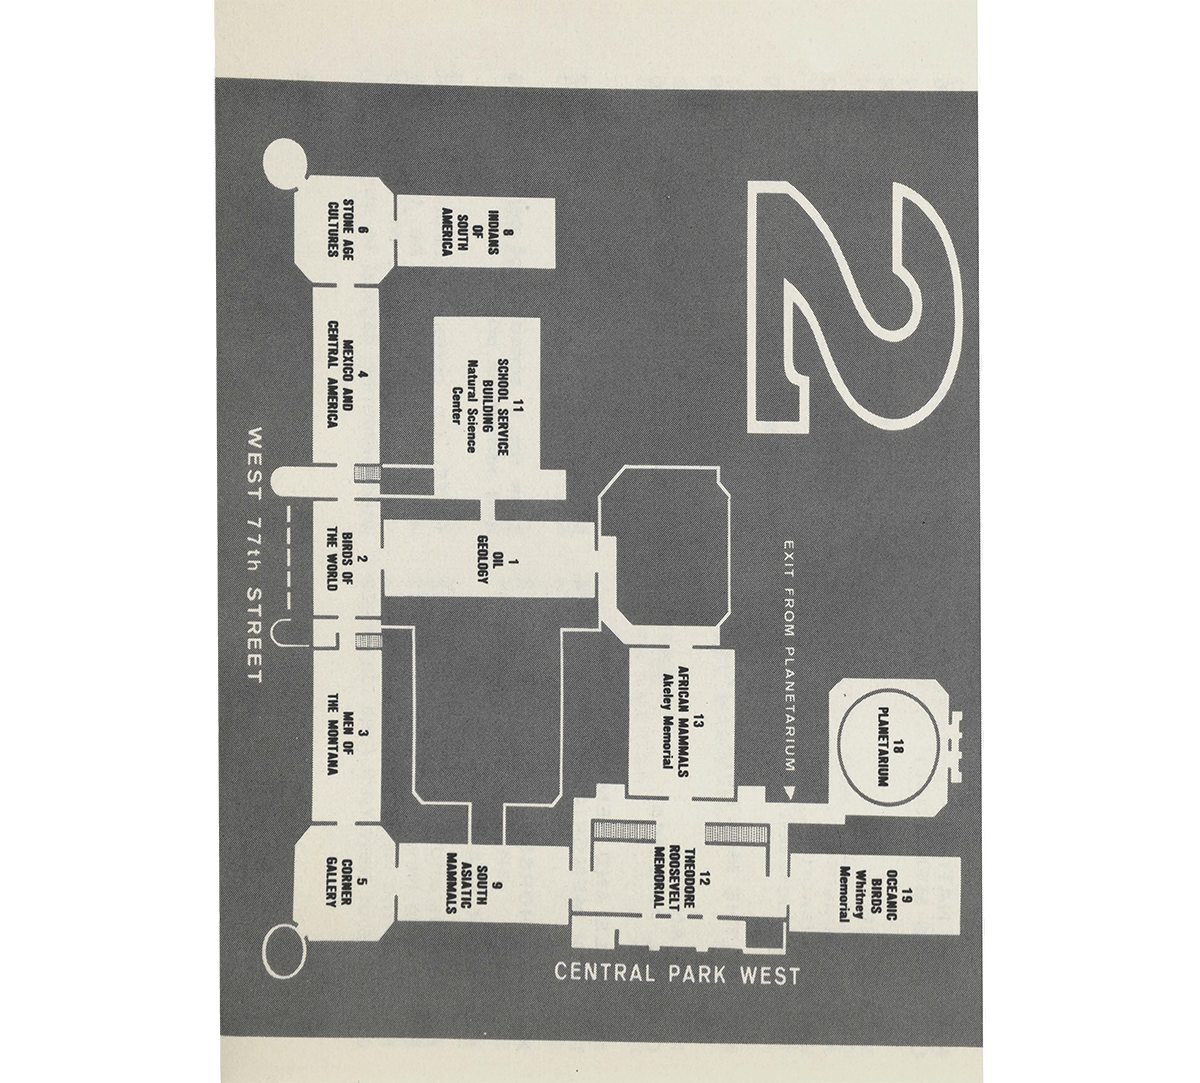 2
6
STONE AGE
CULTURES
8
INDIANS
OF
SOUTH
AMERICA
4
MEXICO AND
CENTRAL AMERICA
11
SCHOOL SERVICE
BUILDING
Natural Science
Center
2
BIRDS OF
THE WORLD
1
OIL
GEOLOGY
3
MEN OF
THE MONTANA
13
AFRICAN MAMMALS
Akeley Memorial
18
PLANETARIUM
EXIT FROM PLANETARIUM
5
CORNER
GALLERY
9
SOUTH
ASIATIC
MAMMALS
12
THEODORE
ROOSEVELT
MEMORIAL
19
OCEANIC
BIRDS
Whitney
Memorial
WEST 77th STREET
CENTRAL PARK WEST